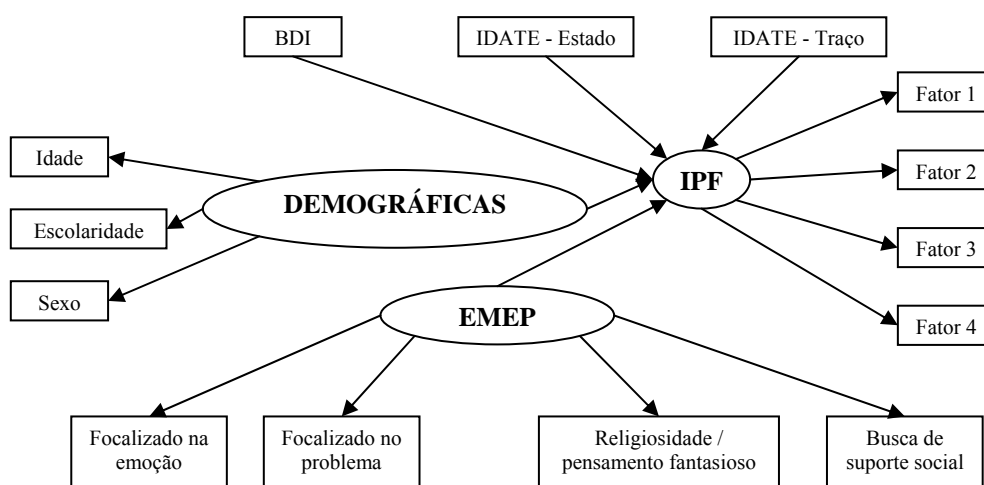 BDI
IDATE - Estado
IDATE - Traço
Fator 1
Idade
Fator 2
IPF
DEMOGRÁFICAS
Escolaridade
Fator 3
Sexo
EMEP
Fator 4
Focalizado na
emoção
Focalizado no
problema
Religiosidade /
pensamento fantasioso
Busca de
suporte social